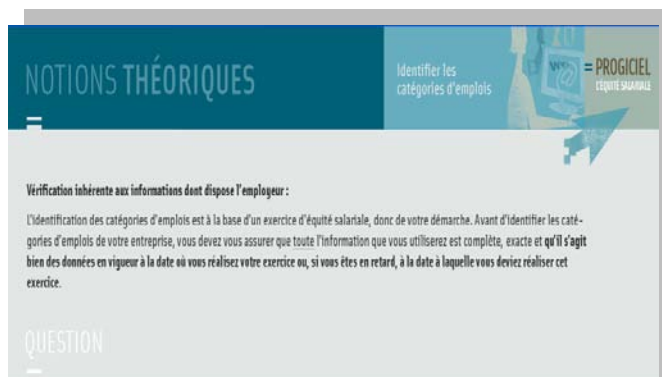 NOTIONS THÉORIQUES
Identifier les
catégories d'emplois
= PROGICIEL
L'ÉQUITÉ SALARIALE
Vérification inhérente aux informations dont dispose l'employeur :
L'identification des catégories d'emplois est à la base d'un exercice d'équité salariale, donc de votre démarche. Avant d'identifier les caté-
gories d'emplois de votre entreprise, vous devez vous assurer que toute l'information que vous utiliserez est complète, exacte et qu'il s'agit
bien des données en vigueur à la date où vous réalisez votre exercice ou, si vous êtes en retard, à la date à laquelle vous deviez réaliser cet
exercice.
QUESTION